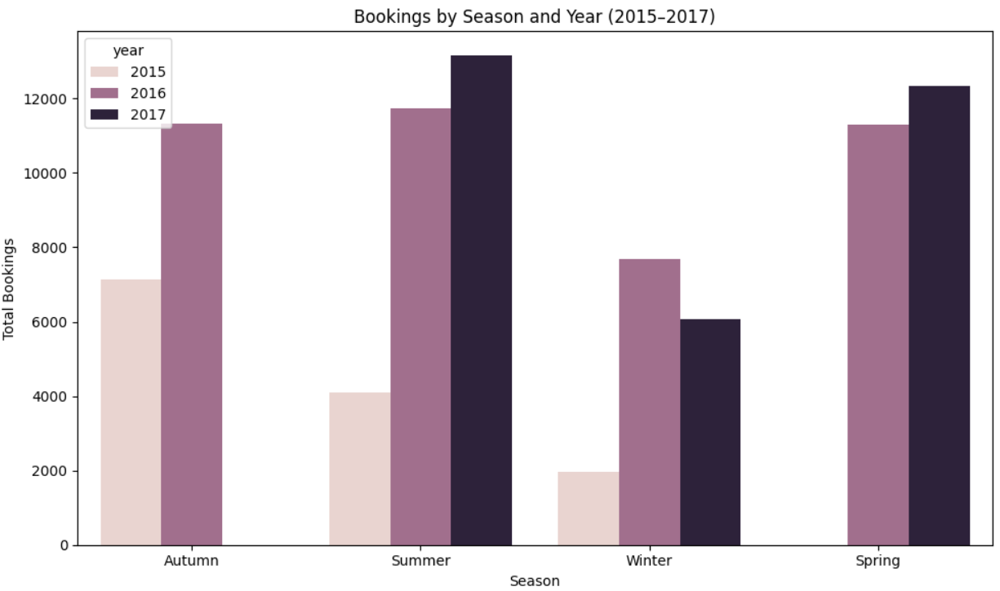 Bookings by Season and Year (2015–2017)
year
2015
2016
2017
12000
10000
8000
6000
4000
2000
0
Total Bookings
Autumn
Summer
Winter
Spring
Season